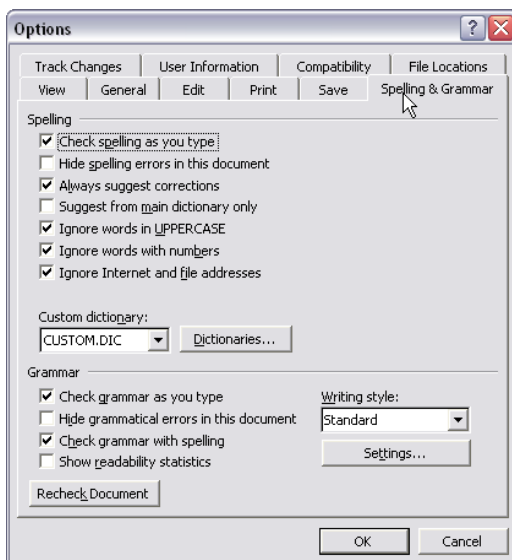 Options
Track Changes User Information Compatibility File Locations
View General Edit Print Save Spelling & Grammar
Spelling
Check spelling as you type
Hide spelling errors in this document
Always suggest corrections
Suggest from main dictionary only
Ignore words in UPPERCASE
Ignore words with numbers
Ignore Internet and file addresses
Custom dictionary:
CUSTOM.DIC Dictionaries...
Grammar
Check grammar as you type Writing style:
Hide grammatical errors in this document Standard
Check grammar with spelling
Show readability statistics Settings...
Recheck Document
OK Cancel